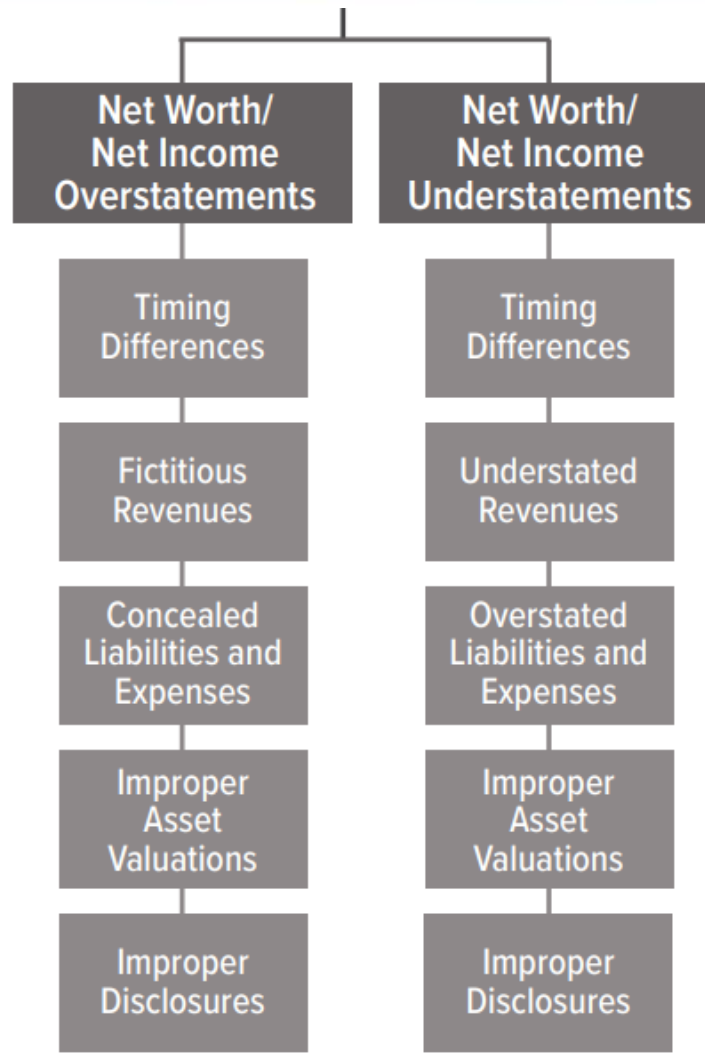 Net Worth/
Net Income
Overstatements
Timing
Differences
Fictitious
Revenues
Concealed
Liabilities and
Expenses
Improper
Asset
Valuations
Improper
Disclosures
Net Worth/
Net Income
Understatements
Timing
Differences
Understated
Revenues
Overstated
Liabilities and
Expenses
Improper
Asset
Valuations
Improper
Disclosures